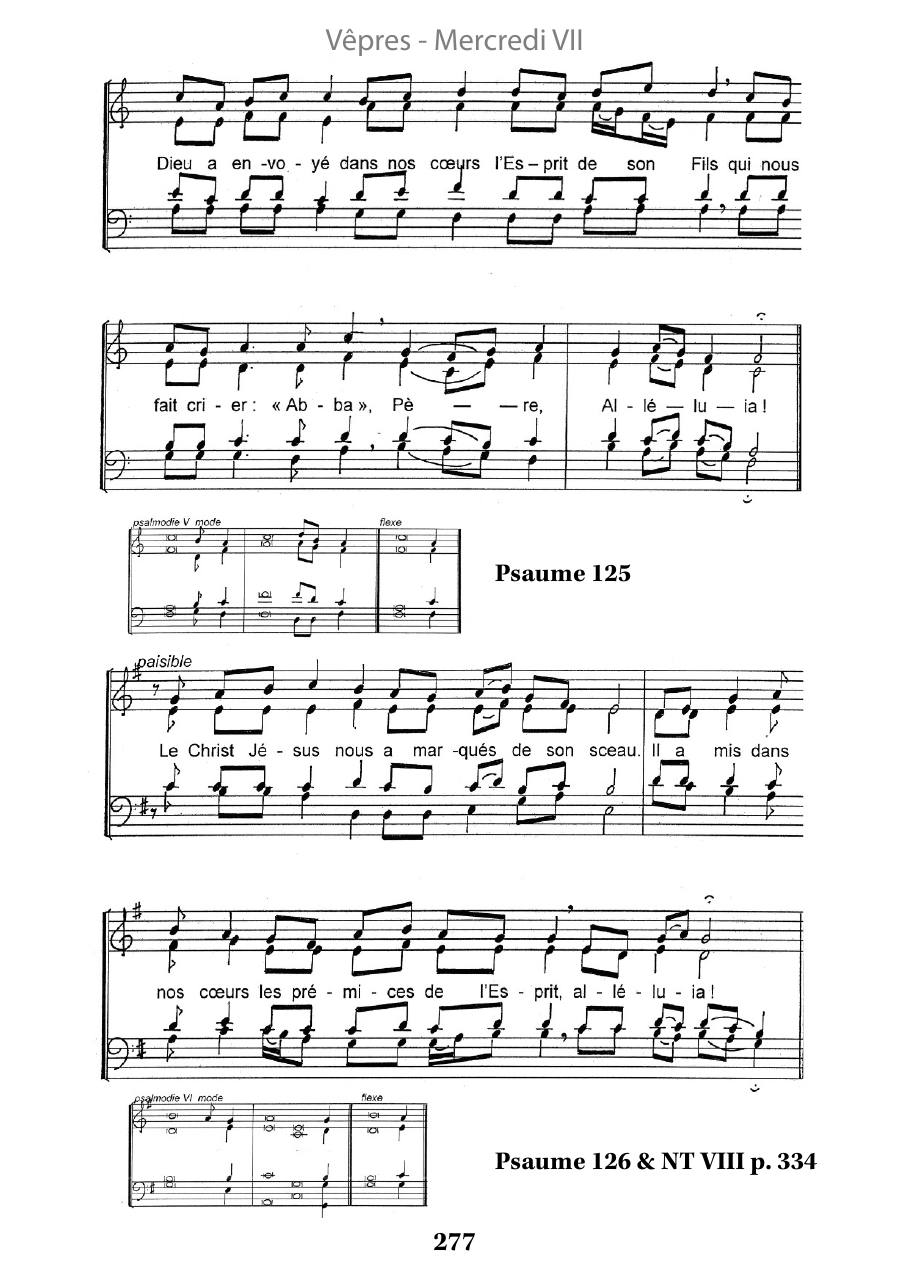 Vêpres - Mercredi VII
Dieu a en-vo-yé dans nos cœurs l'Es-prit de son Fils qui nous
fait cri-er: « Ab-ba », Pè — — re, Al-lé-lu-ia !
psalmodie V mode flexe
Psaume 125
paisible
Le Christ Jé-sus nous a mar-qués de son sceau. Il a mis dans
nos cœurs les pré-mi-ces de l'Es-prit, al-lé-lu-ia !
psalmodie VI mode flexe
Psaume 126 & NT VIII p. 334
277